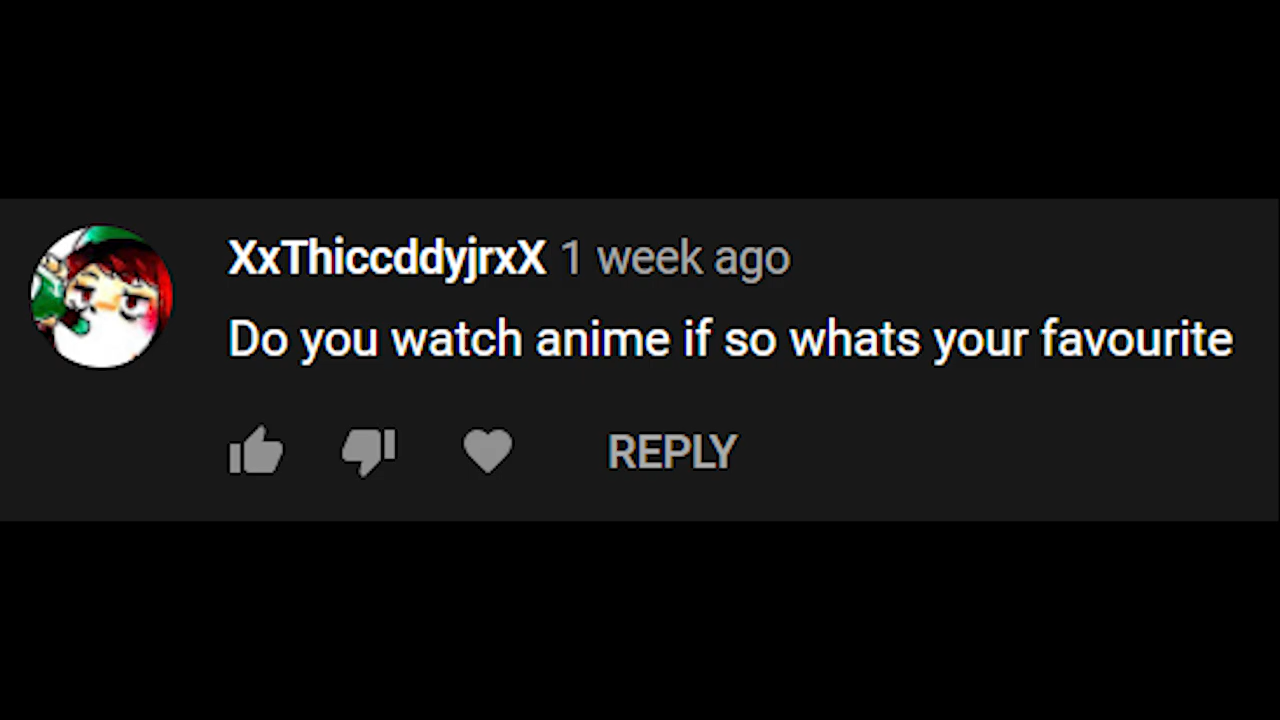 XxThiccddyjrxX 1 week ago
Do you watch anime if so whats your favourite
REPLY